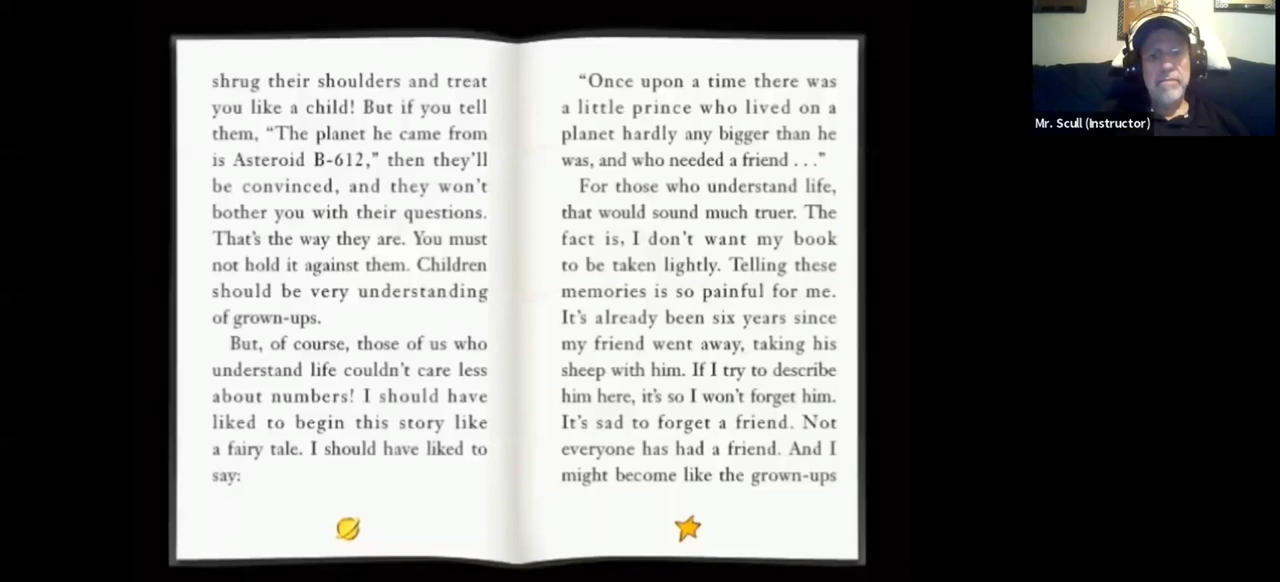 shrug their shoulders and treat
you like a child! But if you tell
them, “The planet he came from
is Asteroid B-612,” then they’ll
be convinced, and they won’t
bother you with their questions.
That’s the way they are. You must
not hold it against them. Children
should be very understanding
of grown-ups.
But, of course, those of us who
understand life couldn’t care less
about numbers! I should have
liked to begin this story like
a fairy tale. I should have liked to
say:
“Once upon a time there was
a little prince who lived on a
planet hardly any bigger than he
was, and who needed a friend . . .”
For those who understand life,
that would sound much truer. The
fact is, I don’t want my book
to be taken lightly. Telling these
memories is so painful for me.
It’s already been six years since
my friend went away, taking his
sheep with him. If I try to describe
him here, it’s so I won’t forget him.
It’s sad to forget a friend. Not
everyone has had a friend. And I
might become like the grown-ups
Mr. Scull (Instructor)